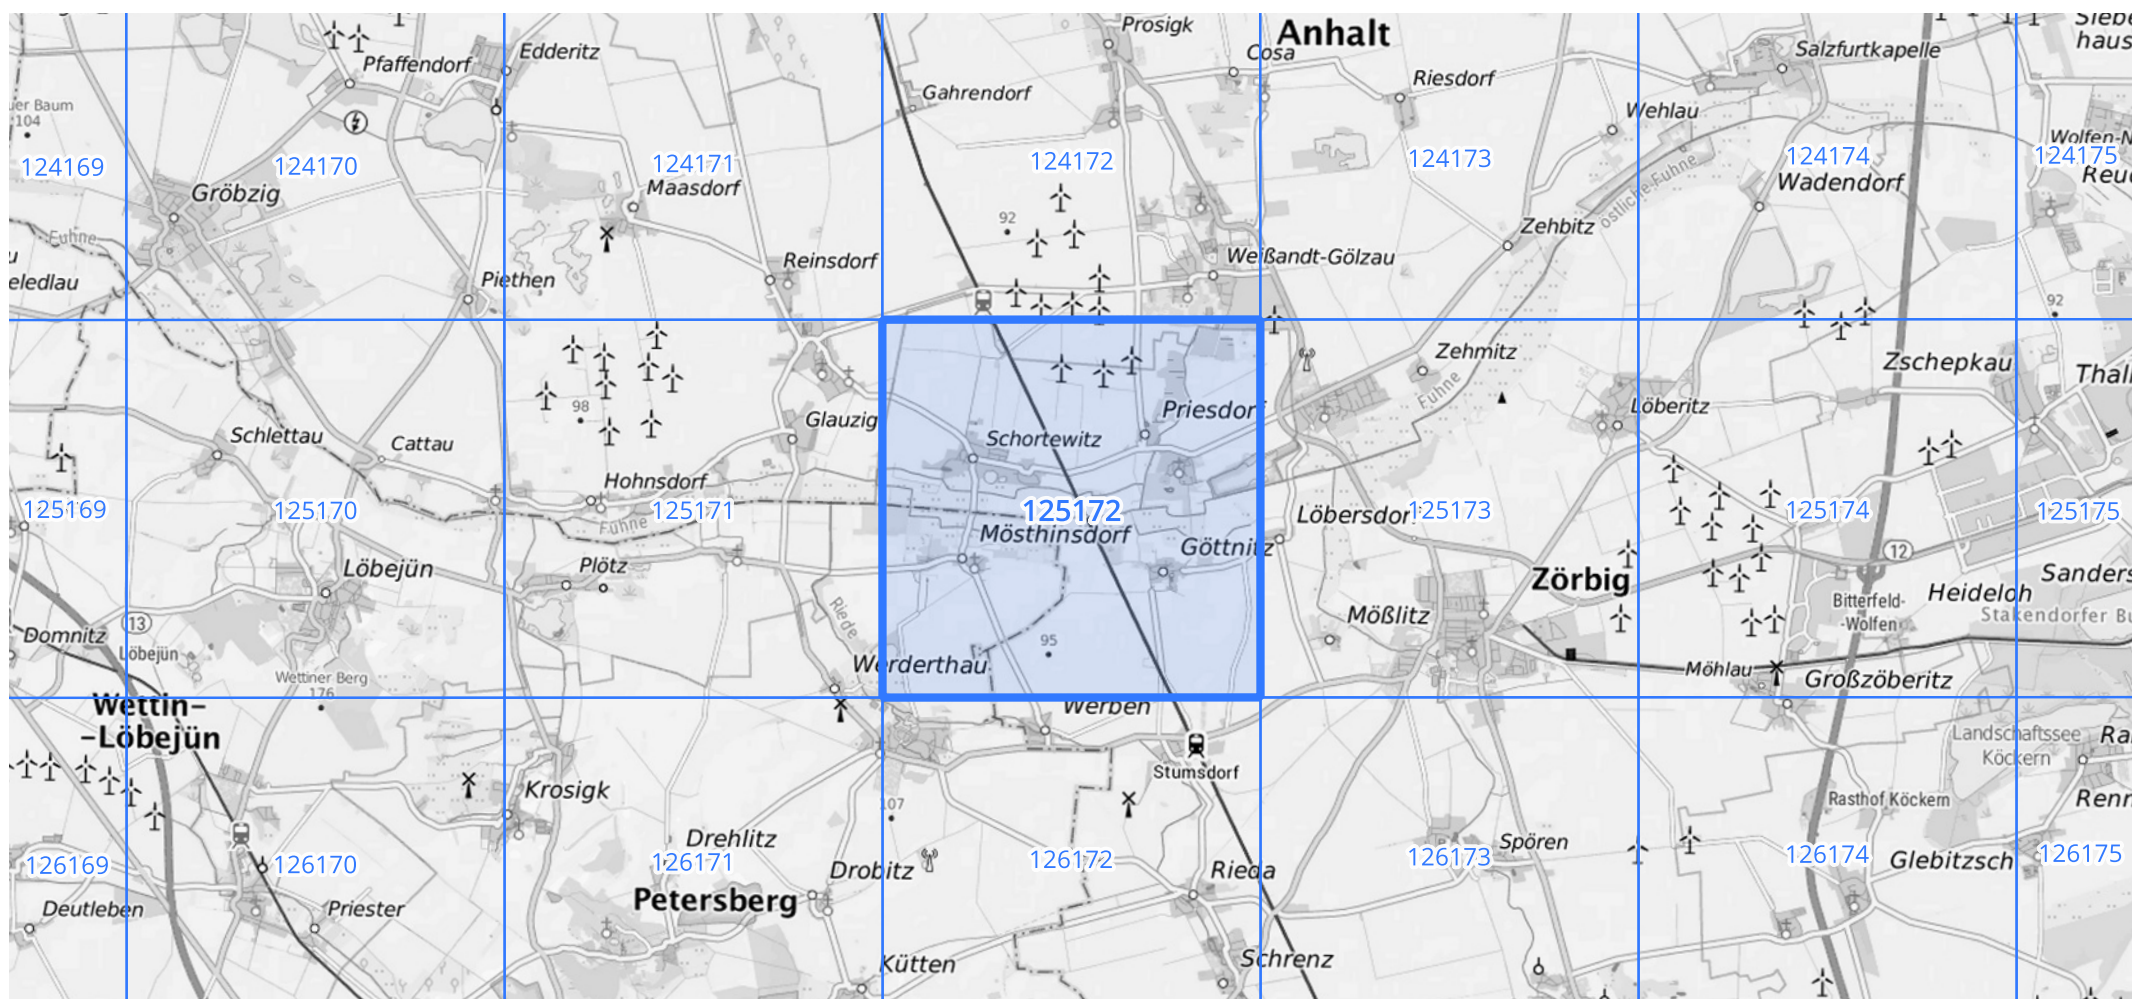 Prosigk
Anhalt
Cosa
Salzfurtkapelle
Siebe
haus
Pfaffendorf
Edderitz
Gahrendorf
Riesdorf
Wehlau
uer Baum
104
124169
124170
124171
124172
124173
124174
124175
Wolfen-N
Reu
Gröbzig
Maasdorf
Wadendorf
östliche Fuhne
92
Fuhne
Zehbitz
Weißandt-Gölzau
Reinsdorf
u
eledlau
Piethen
92
Zehmitz
Zschepkau
Thal
Fuhne
98
Glauzig
Priesdorf
Löberitz
Schlettau
Cattau
Schortewitz
Hohnsdorf
125169
125170
125171
125172
125173
125174
125175
Fuhne
Mösthinsdorf
Löbersdor
Göttnitz
12
Löbejün
Plötz
Zörbig
Sanders
Heideloh
Bitterfeld-
-Wolfen
Stakendorfer Bu
Riede
Mößlitz
13
Domnitz
Löbejün
95
Werderthau
Möhlau
Großzöberitz
Wettiner Berg
176
Wettin-
-Löbejün
Werben
Landschaftssee
Köckern
Ra
Stumsdorf
Krosigk
107
Rasthof Köckern
Renn
Drehlitz
Spören
126169
126170
126171
126172
126173
126174
126175
Drobitz
Rieda
Glebitzsch
Petersberg
Deutleben
Priester
Kütten
Schrenz